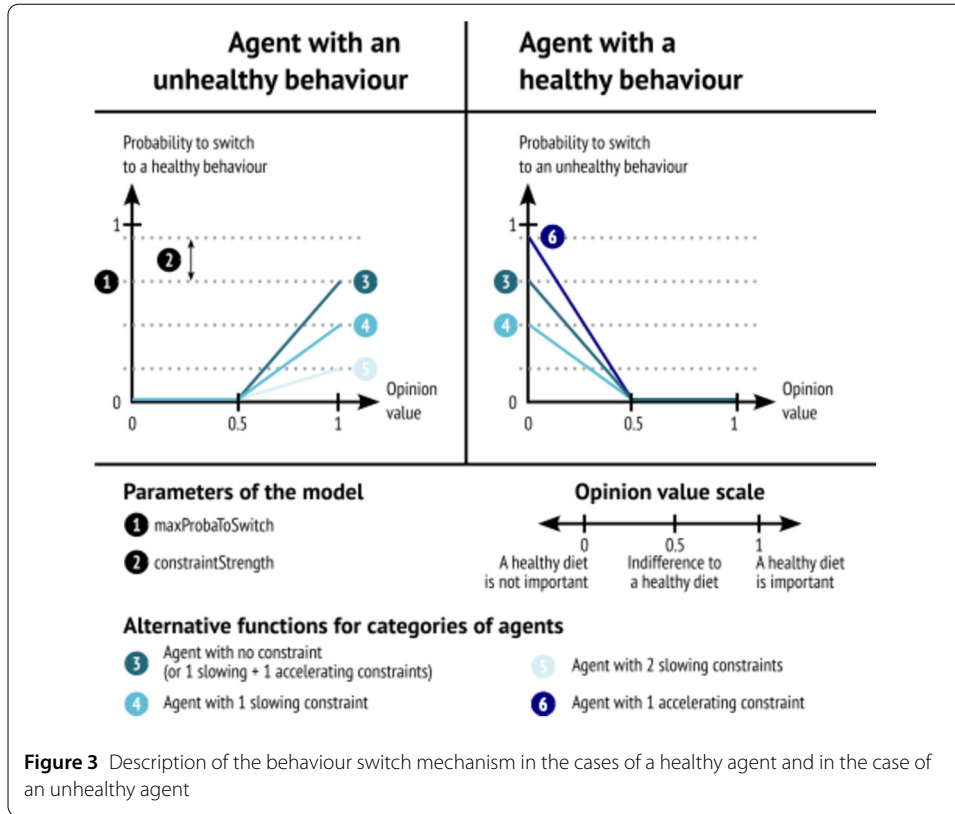 Agent with an
unhealthy behaviour
Agent with a
healthy behaviour
Probability to switch
to a healthy behaviour
1
2
1
3
4
5
0
0
0.5
1
Opinion
value
Probability to switch
to an unhealthy behaviour
1
6
3
4
0
0
0.5
1
Opinion
value
Parameters of the model
1 maxProbaToSwitch
2 constraintStrength
Opinion value scale
0 0.5 1
A healthy diet
is not important
Indifference to
a healthy diet
A healthy diet
is important
Alternative functions for categories of agents
3 Agent with no constraint
(or 1 slowing + 1 accelerating constraints)
4 Agent with 1 slowing constraint
5 Agent with 2 slowing constraints
6 Agent with 1 accelerating constraint
Figure 3 Description of the behaviour switch mechanism in the cases of a healthy agent and in the case of
an unhealthy agent